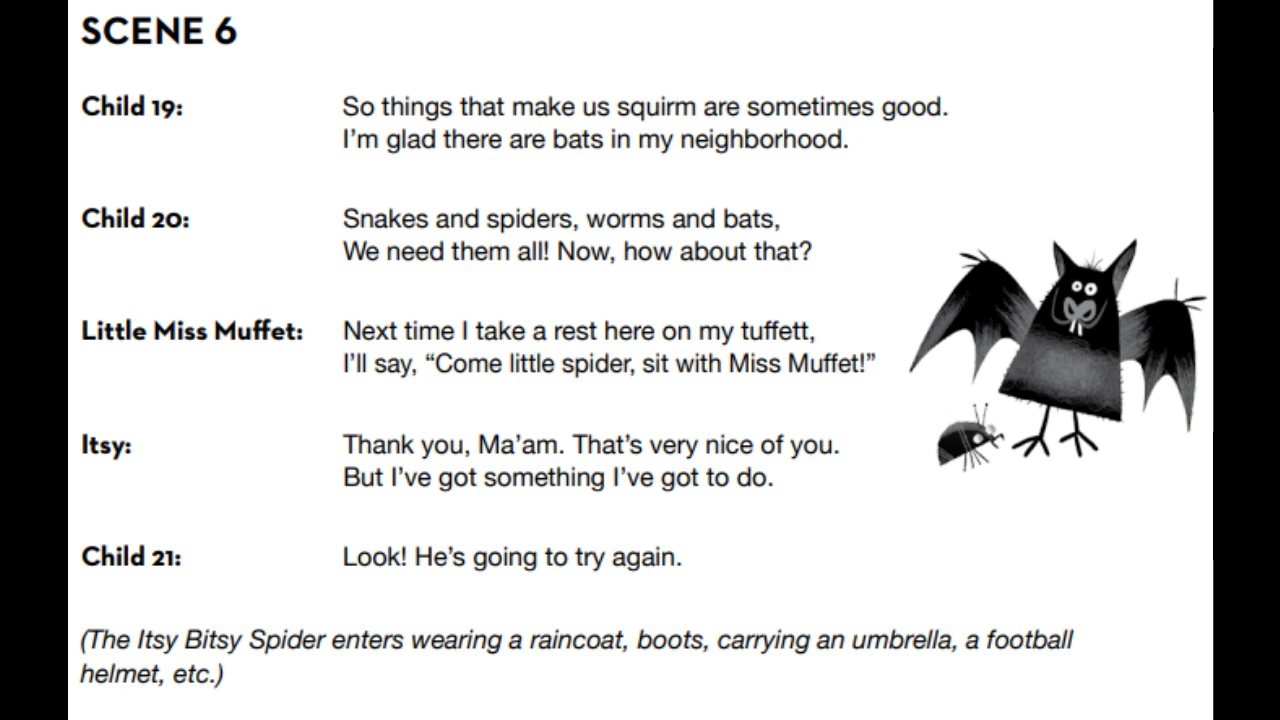 SCENE 6
Child 19: So things that make us squirm are sometimes good.
I'm glad there are bats in my neighborhood.
Child 20: Snakes and spiders, worms and bats,
We need them all! Now, how about that?
Little Miss Muffet: Next time I take a rest here on my tuffett,
I'll say, “Come little spider, sit with Miss Muffet!”
Itsy: Thank you, Ma'am. That's very nice of you.
But I've got something I've got to do.
Child 21: Look! He's going to try again.
(The Itsy Bitsy Spider enters wearing a raincoat, boots, carrying an umbrella, a football
helmet, etc.)